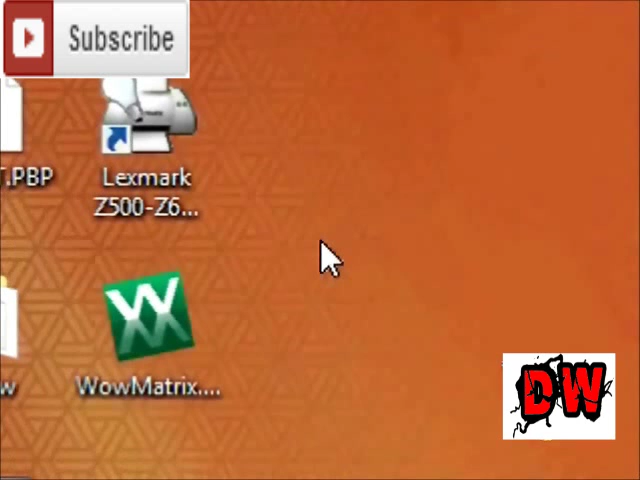 Subscribe
T.PBP
Lexmark
Z500-Z6...
w
WowMatrix....
DW